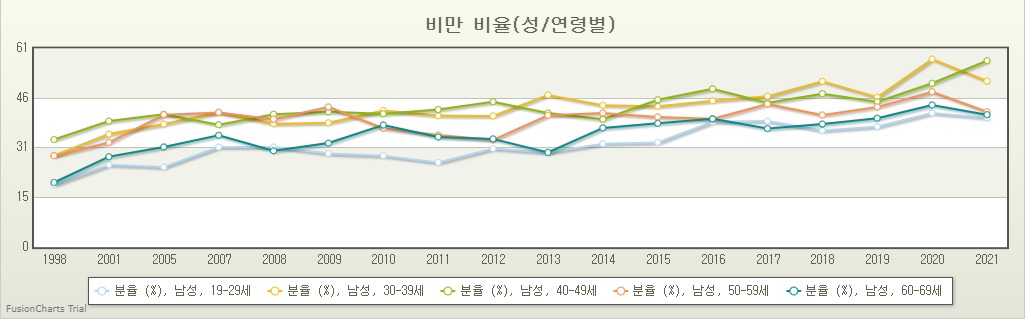 비만 비율(성/연령별)
61
46
31
15
0
1998 2001 2005 2007 2008 2009 2010 2011 2012 2013 2014 2015 2016 2017 2018 2019 2020 2021
분율 (%), 남성, 19-29세 분율 (%), 남성, 30-39세 분율 (%), 남성, 40-49세 분율 (%), 남성, 50-59세 분율 (%), 남성, 60-69세
FusionCharts Trial